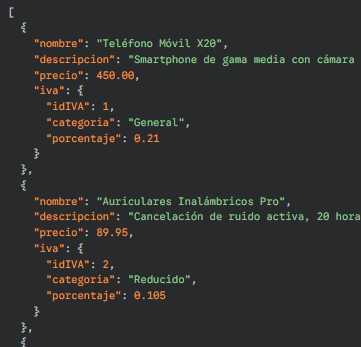 [
  {
    "nombre": "Teléfono Móvil X20",
    "descripcion": "Smartphone de gama media con cámara
    "precio": 450.00,
    "iva": {
      "idIVA": 1,
      "categoria": "General",
      "porcentaje": 0.21
    }
  },
  {
    "nombre": "Auriculares Inalámbricos Pro",
    "descripcion": "Cancelación de ruido activa, 20 hora
    "precio": 89.95,
    "iva": {
      "idIVA": 2,
      "categoria": "Reducido",
      "porcentaje": 0.105
    }
  },
  {